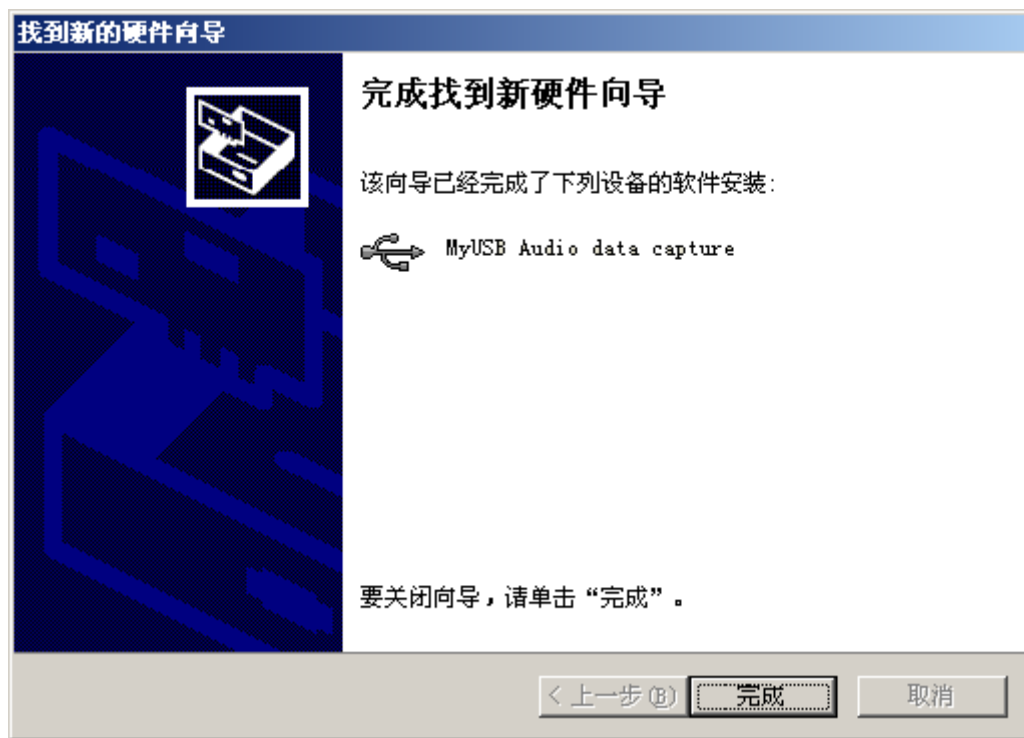 找到新的硬件向导
完成找到新硬件向导
该向导已经完成了下列设备的软件安装:
MyUSB Audio data capture
要关闭向导，请单击“完成”。
< 上一步(B)
完成
取消